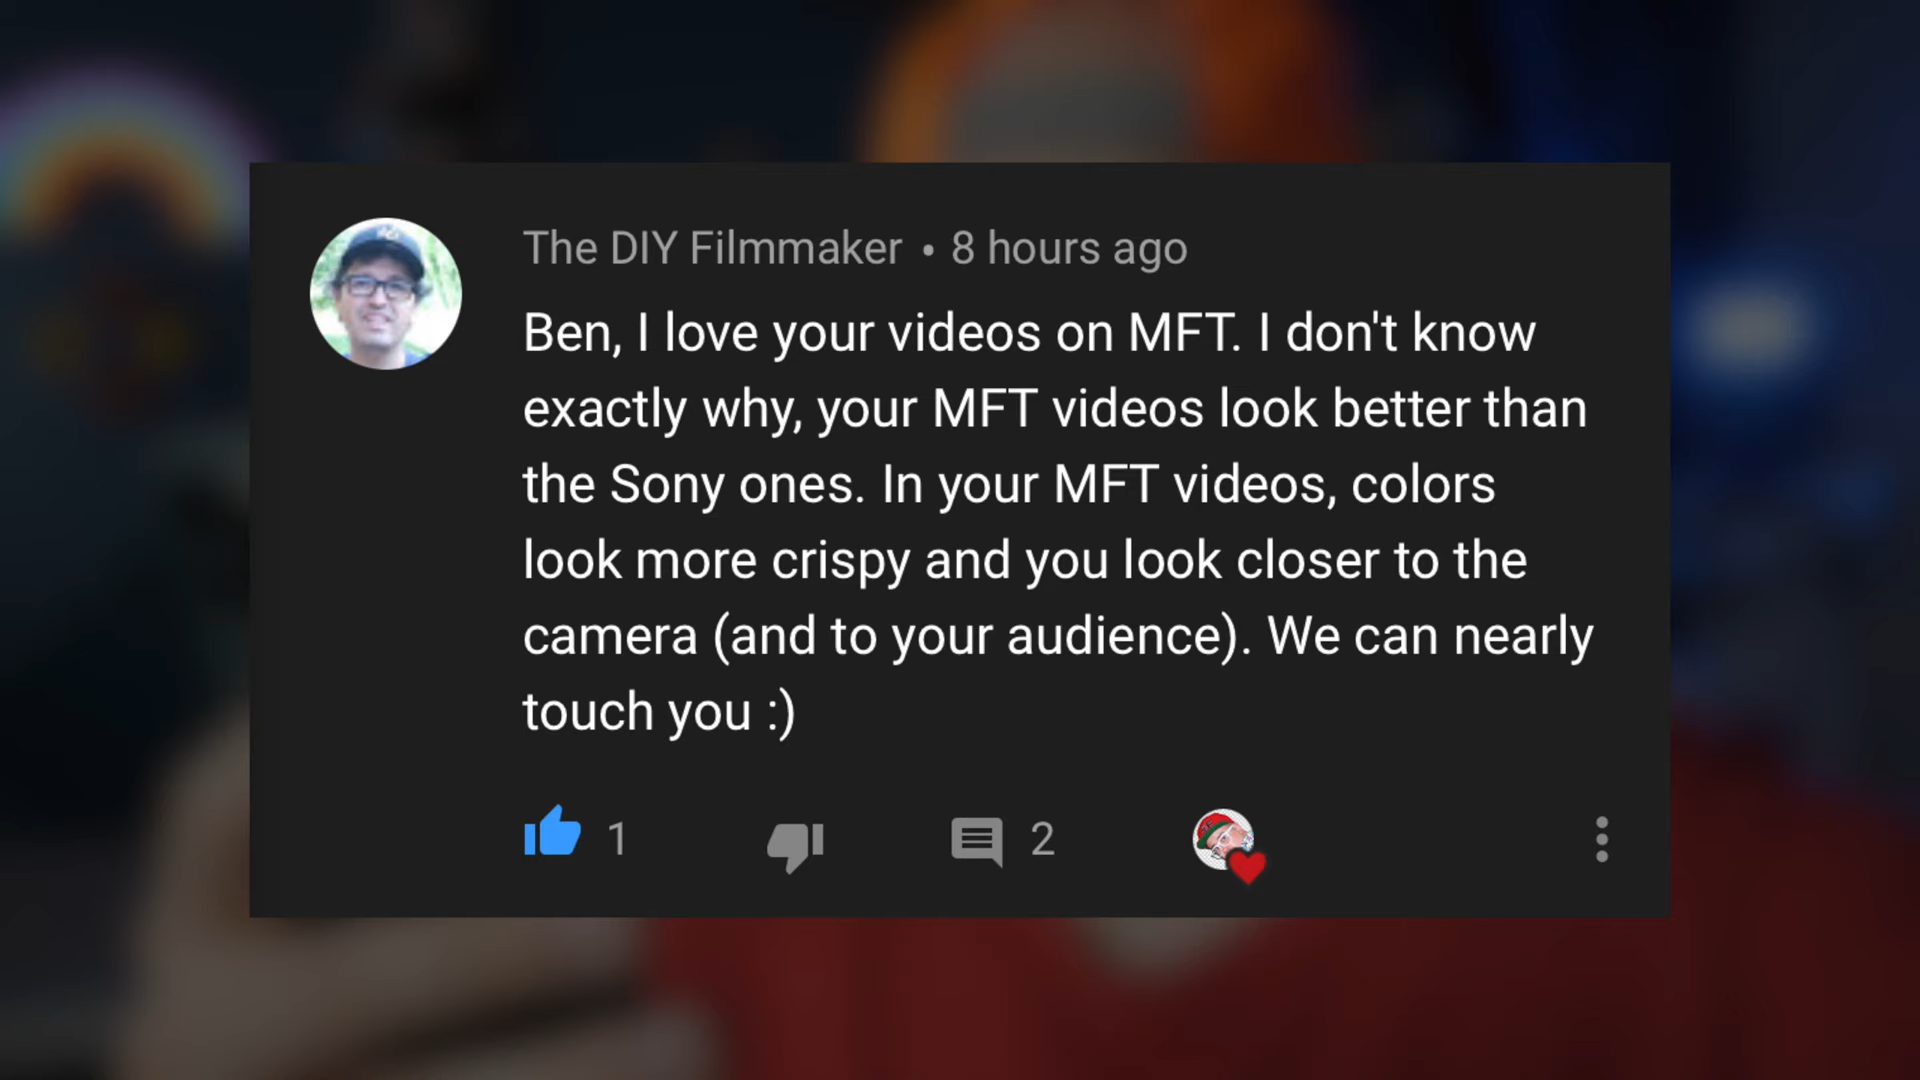 The DIY Filmmaker • 8 hours ago
Ben, I love your videos on MFT. I don't know
exactly why, your MFT videos look better than
the Sony ones. In your MFT videos, colors
look more crispy and you look closer to the
camera (and to your audience). We can nearly
touch you :)
1
2